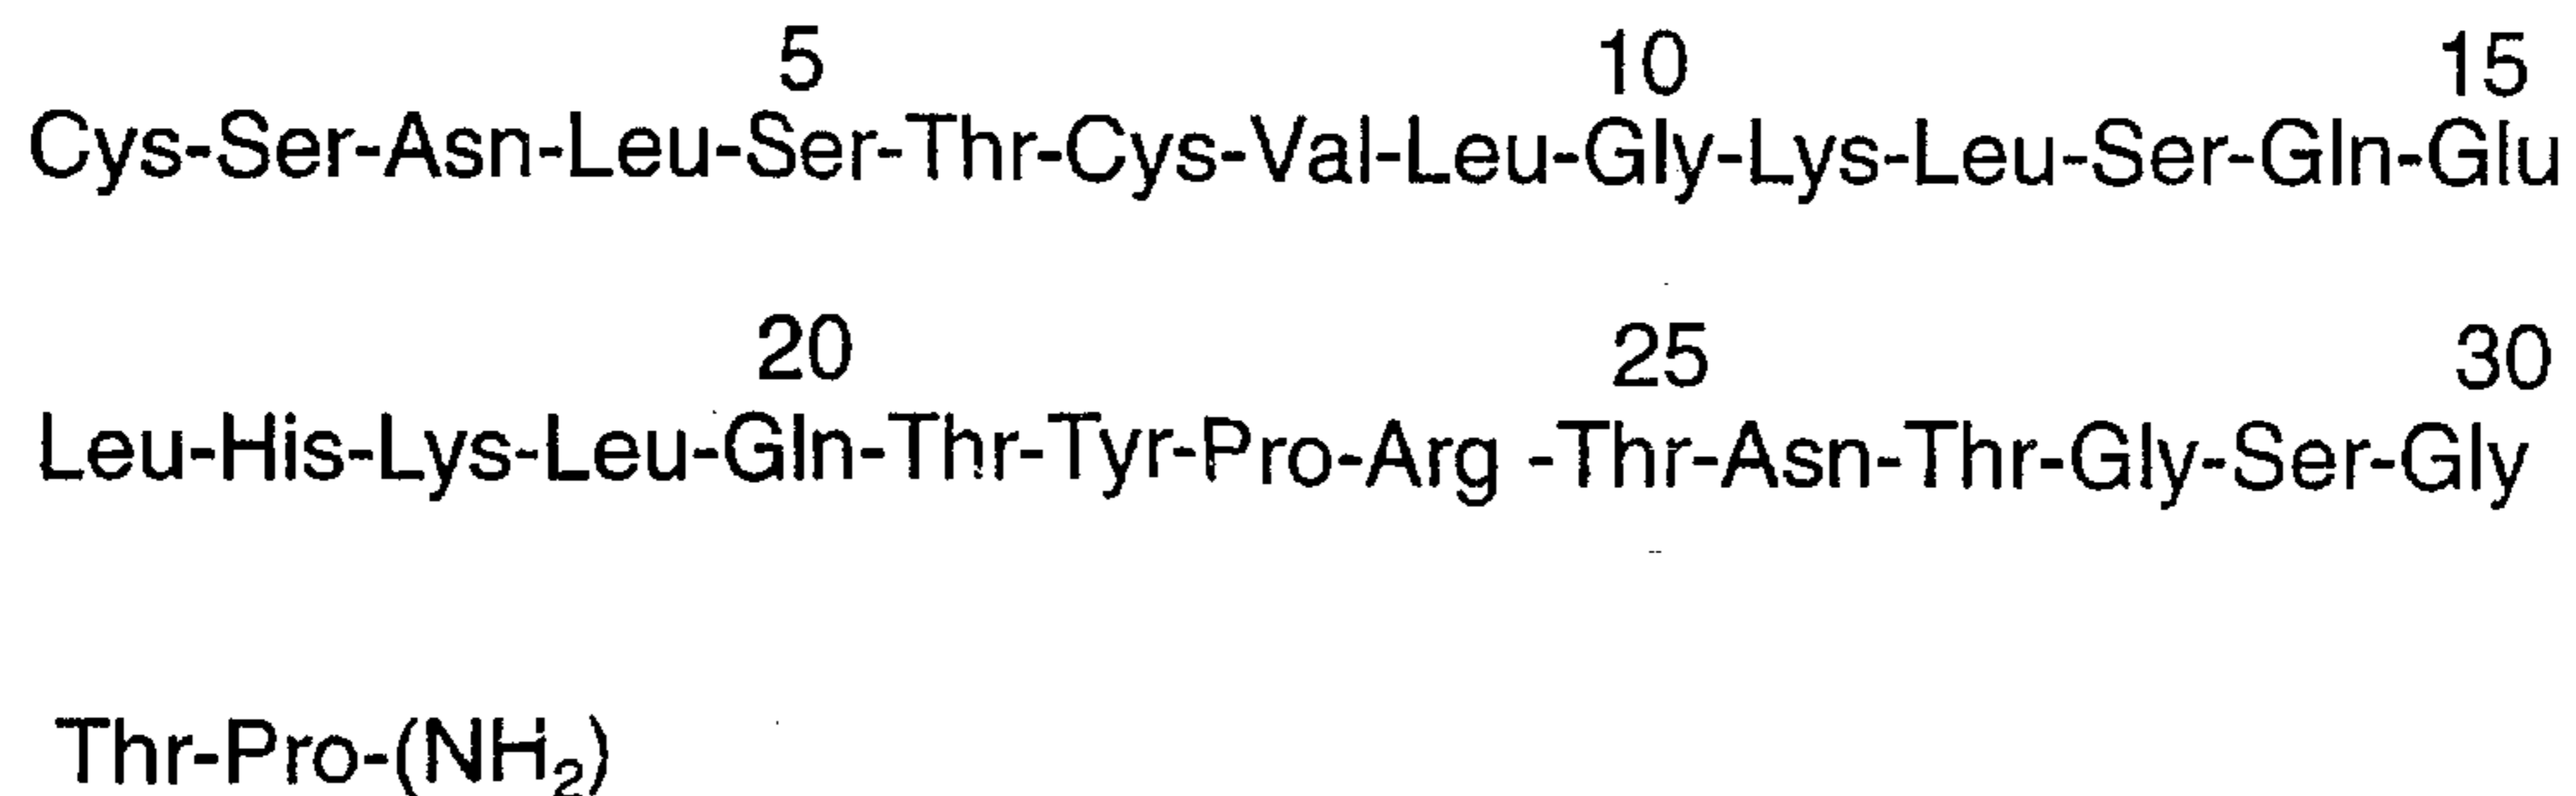 5 10 15
Cys-Ser-Asn-Leu-Ser-Thr-Cys-Val-Leu-Gly-Lys-Leu-Ser-Gln-Glu
20 25 30
Leu-His-Lys-Leu-Gln-Thr-Tyr-Pro-Arg -Thr-Asn-Thr-Gly-Ser-Gly
Thr-Pro-(NH₂)